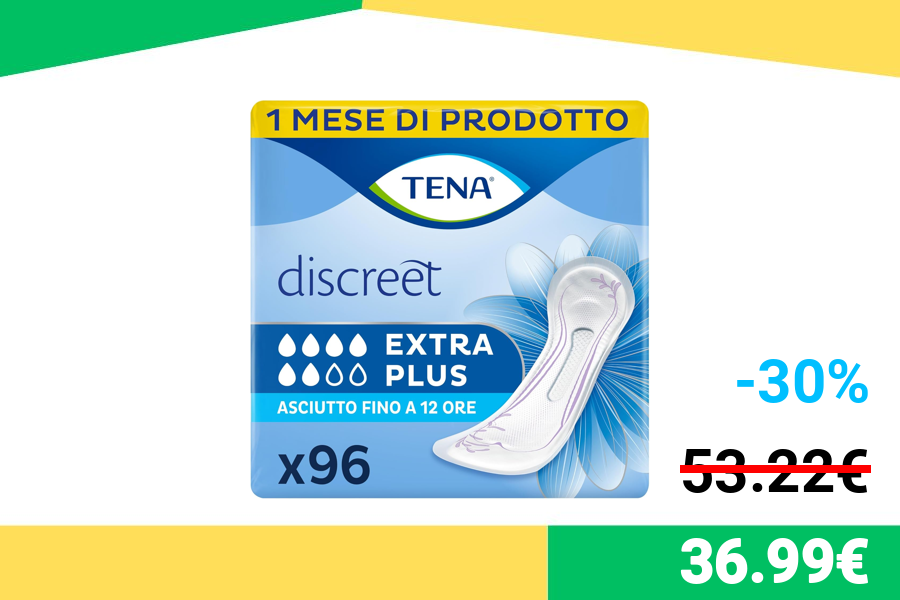 1 MESE DI PRODOTTO
TENA®
discreet
EXTRA
PLUS
ASCIUTTO FINO A 12 ORE
x96
-30%
53.22€
36.99€